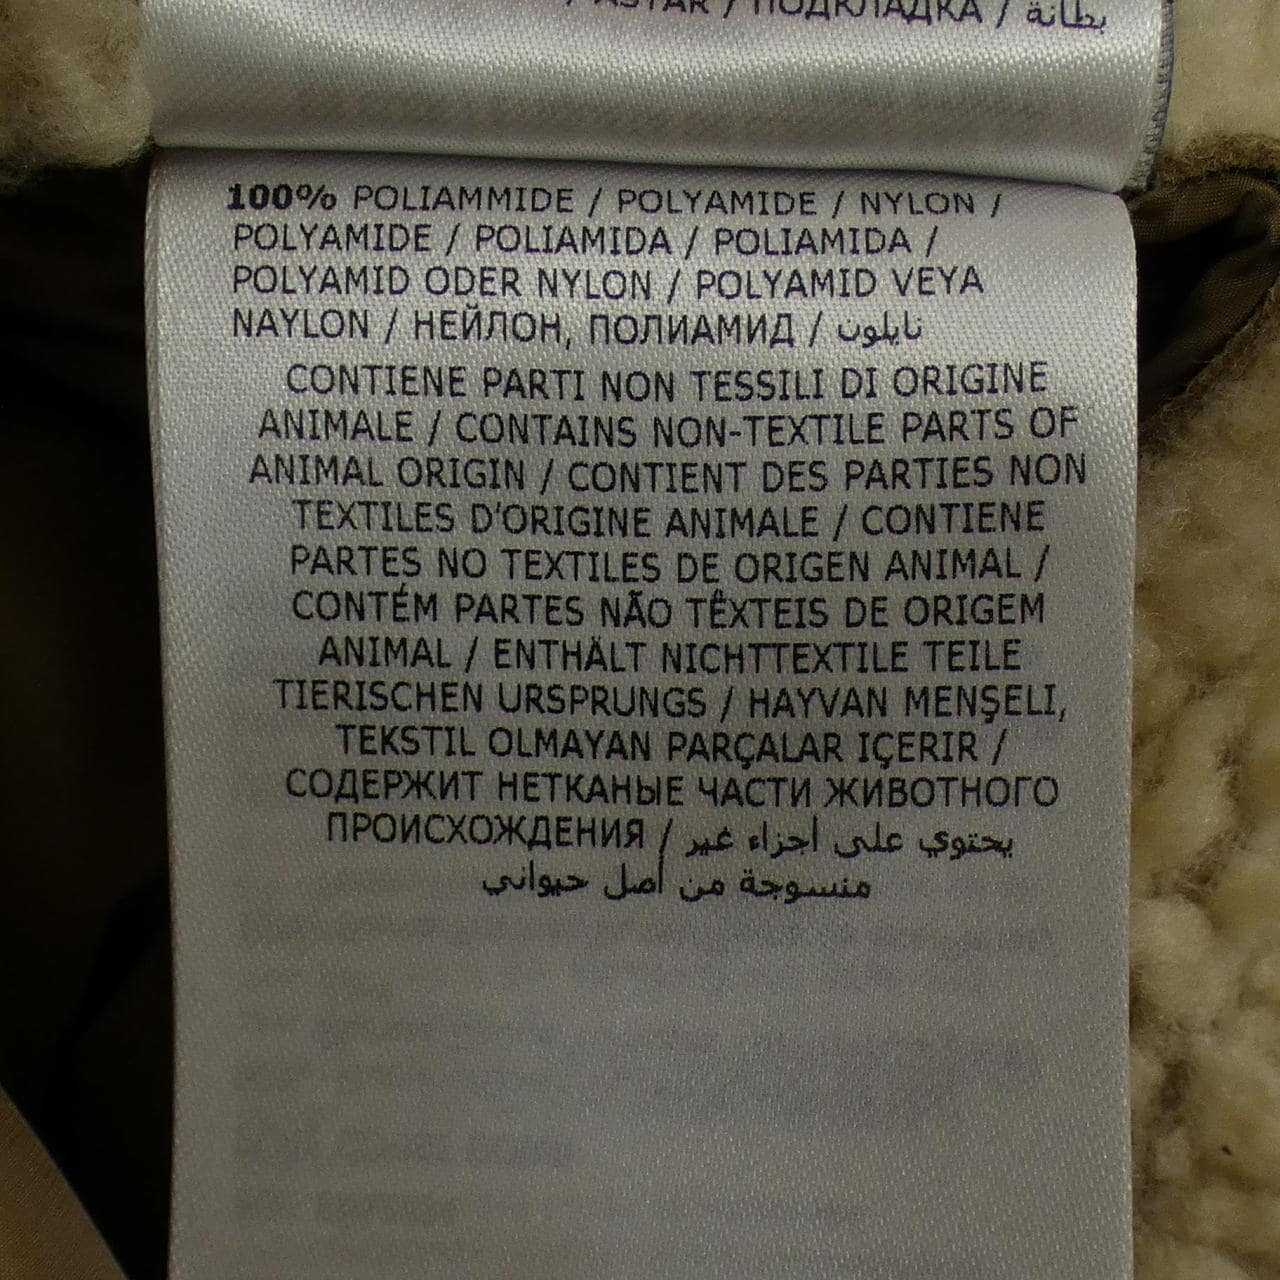 / ASTAR / ПОДКЛАДКА / بطانة
100% POLIAMMIDE / POLYAMIDE / NYLON /
POLYAMIDE / POLIAMIDA / POLIAMIDA /
POLYAMID ODER NYLON / POLYAMID VEYA
NAYLON / НЕЙЛОН, ПОЛИАМИД / نايلون
CONTIENE PARTI NON TESSILI DI ORIGINE
ANIMALE / CONTAINS NON-TEXTILE PARTS OF
ANIMAL ORIGIN / CONTIENT DES PARTIES NON
TEXTILES D'ORIGINE ANIMALE / CONTIENE
PARTES NO TEXTILES DE ORIGEN ANIMAL /
CONTÉM PARTES NÃO TÊXTEIS DE ORIGEM
ANIMAL / ENTHÄLT NICHTTEXTILE TEILE
TIERISCHEN URSPRUNGS / HAYVAN MENŞELI,
TEKSTIL OLMAYAN PARÇALAR IÇERIR /
СОДЕРЖИТ НЕТКАНЫЕ ЧАСТИ ЖИВОТНОГО
ПРОИСХОЖДЕНИЯ / يحتوي على أجزاء غير
منسوجة من أصل حيواني